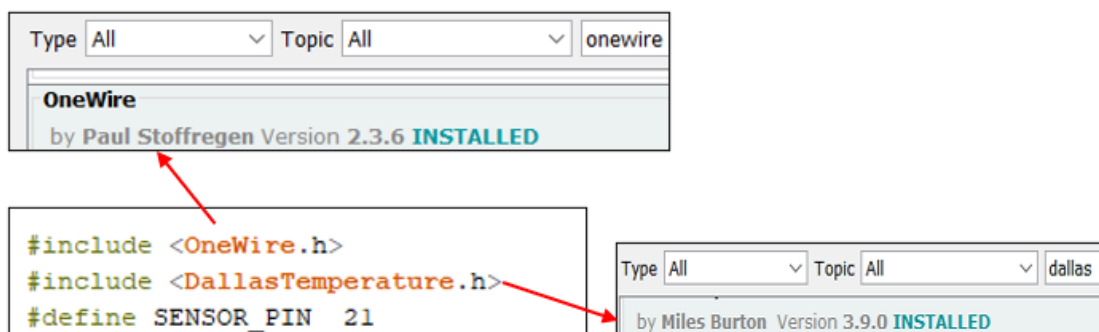 Type All Topic All onewire
OneWire
by Paul Stoffregen Version 2.3.6 INSTALLED
#include <OneWire.h>
#include <DallasTemperature.h>
#define SENSOR_PIN 21
Type All Topic All dallas
by Miles Burton Version 3.9.0 INSTALLED